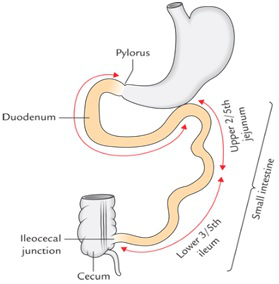 Pylorus
Duodenum
Upper 2/5th
jejunum
Small intestine
Lower 3/5th
ileum
Ileocecal
junction
Cecum